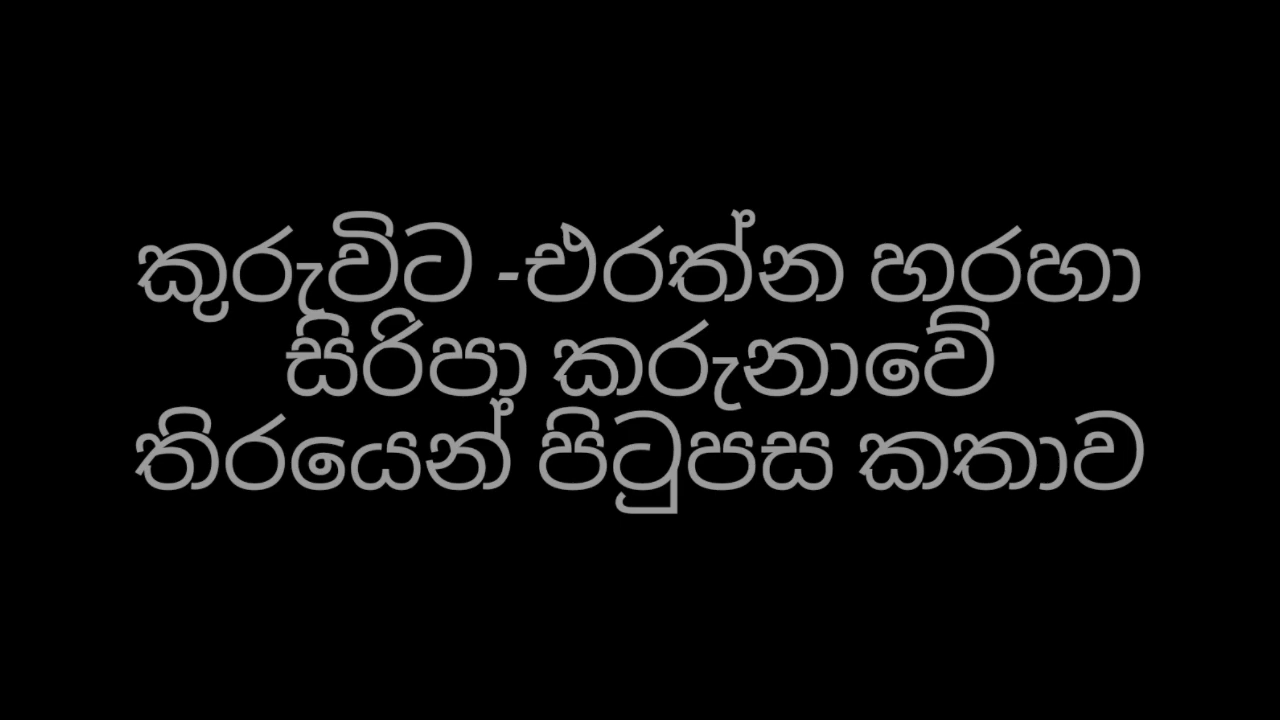 කුරුවිට -එරත්න හරහා
සිරිපා කරුනාවේ
තිරයෙන් පිටුපස කතාව